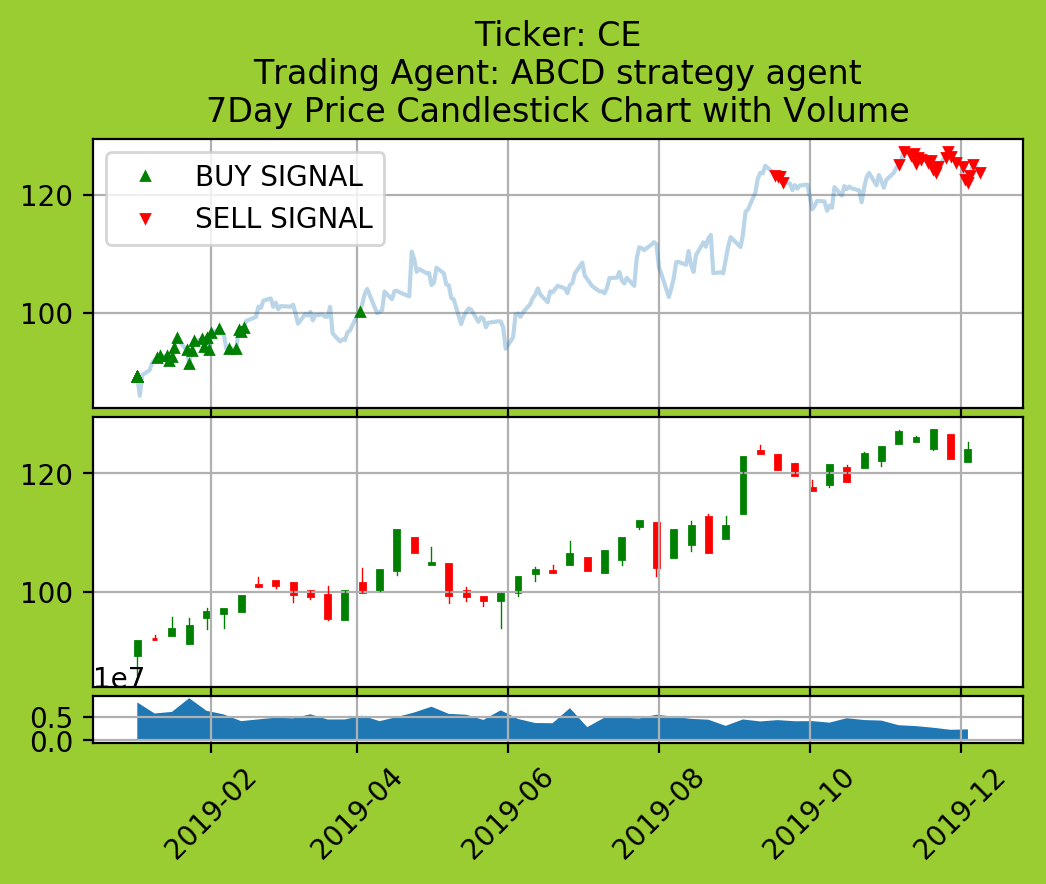 Ticker: CE
Trading Agent: ABCD strategy agent
7Day Price Candlestick Chart with Volume
BUY SIGNAL
SELL SIGNAL
120
100
120
100
1e7
0.5
0.0
2019-02
2019-04
2019-06
2019-08
2019-10
2019-12